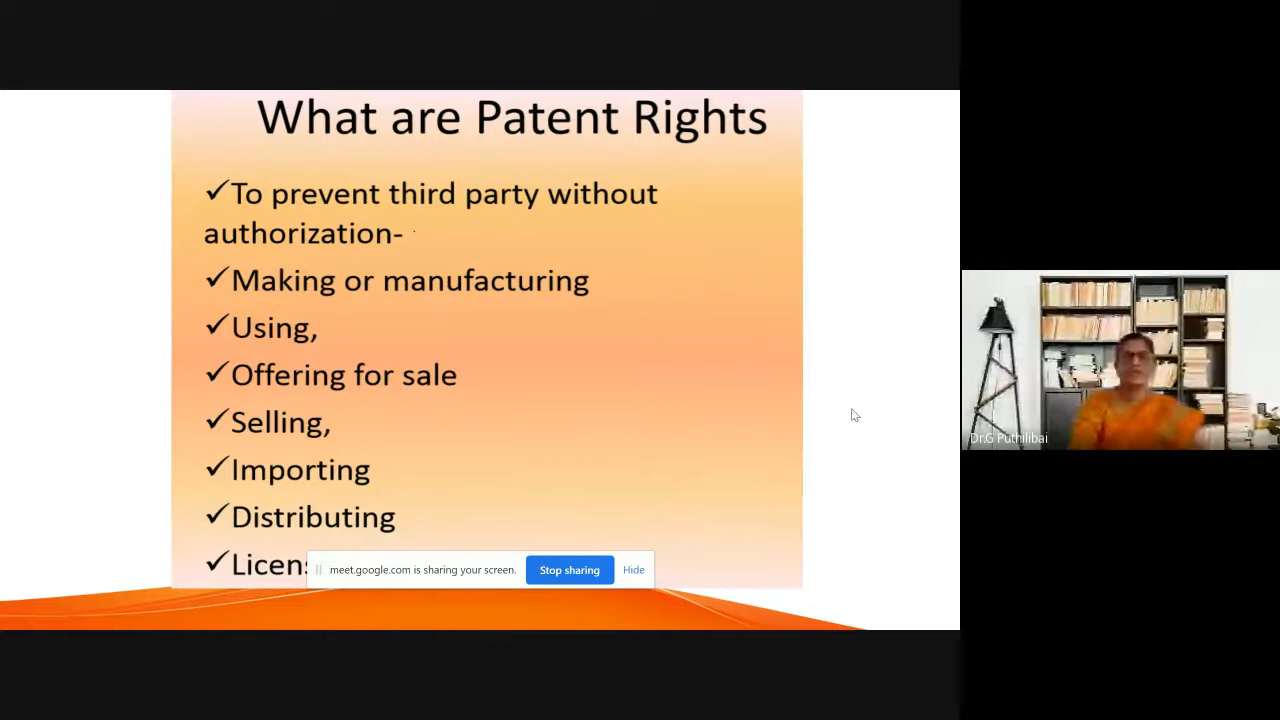 What are Patent Rights
✓To prevent third party without
authorization-
✓Making or manufacturing
✓Using,
✓Offering for sale
✓Selling,
✓Importing
✓Distributing
meet.google.com is sharing your screen.
Stop sharing
Hide
Dr.G Puthilibai